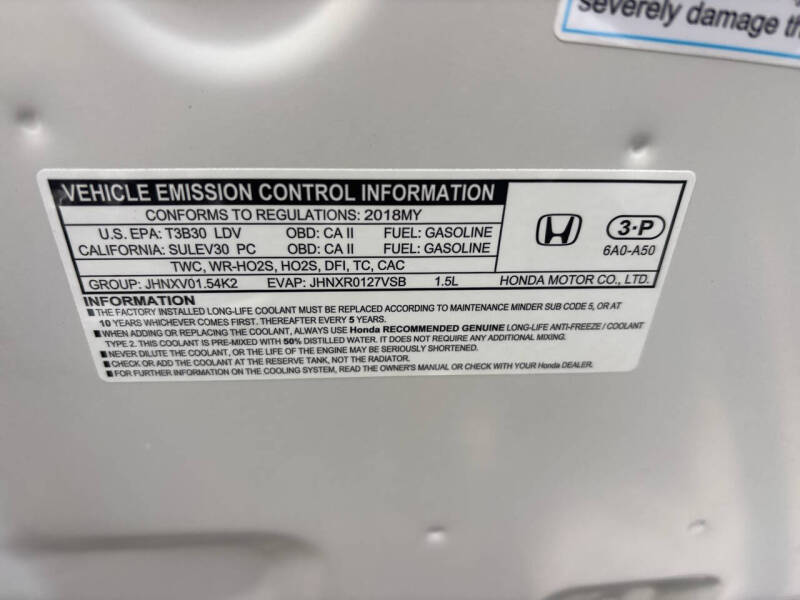 severely damage th
VEHICLE EMISSION CONTROL INFORMATION
CONFORMS TO REGULATIONS: 2018MY
U.S. EPA: T3B30 LDV OBD: CA II FUEL: GASOLINE
CALIFORNIA: SULEV30 PC OBD: CA II FUEL: GASOLINE
TWC, WR-HO2S, HO2S, DFI, TC, CAC
GROUP: JHNXV01.54K2 EVAP: JHNXR0127VSB 1.5L
3-P
6A0-A50
HONDA MOTOR CO., LTD.
INFORMATION
■ THE FACTORY INSTALLED LONG-LIFE COOLANT MUST BE REPLACED ACCORDING TO MAINTENANCE MINDER SUB CODE 5, OR AT
10 YEARS WHICHEVER COMES FIRST. THEREAFTER EVERY 5 YEARS.
■ WHEN ADDING OR REPLACING THE COOLANT, ALWAYS USE Honda RECOMMENDED GENUINE LONG-LIFE ANTI-FREEZE / COOLANT
TYPE 2. THIS COOLANT IS PRE-MIXED WITH 50% DISTILLED WATER. IT DOES NOT REQUIRE ANY ADDITIONAL MIXING.
■ NEVER DILUTE THE COOLANT, OR THE LIFE OF THE ENGINE MAY BE SERIOUSLY SHORTENED.
■ CHECK OR ADD THE COOLANT AT THE RESERVE TANK, NOT THE RADIATOR.
■ FOR FURTHER INFORMATION ON THE COOLING SYSTEM, READ THE OWNER'S MANUAL OR CHECK WITH YOUR Honda DEALER.